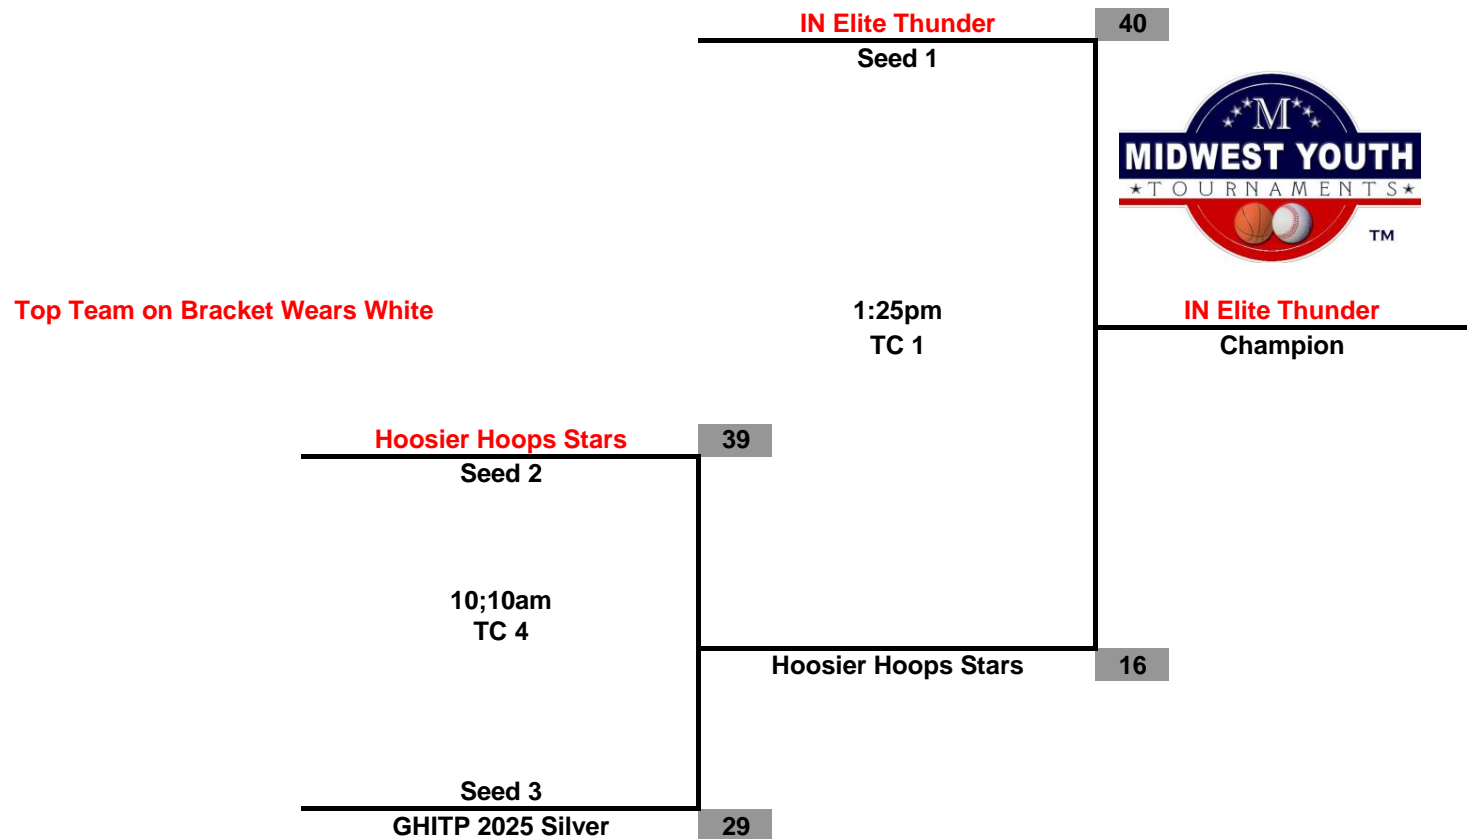 IN Elite Thunder 40
Seed 1
M
MIDWEST YOUTH
TOURNAMENTS
TM
Top Team on Bracket Wears White
1:25pm
IN Elite Thunder
TC 1
Champion
Hoosier Hoops Stars 39
Seed 2
10;10am
TC 4
Hoosier Hoops Stars 16
Seed 3
GHITP 2025 Silver 29